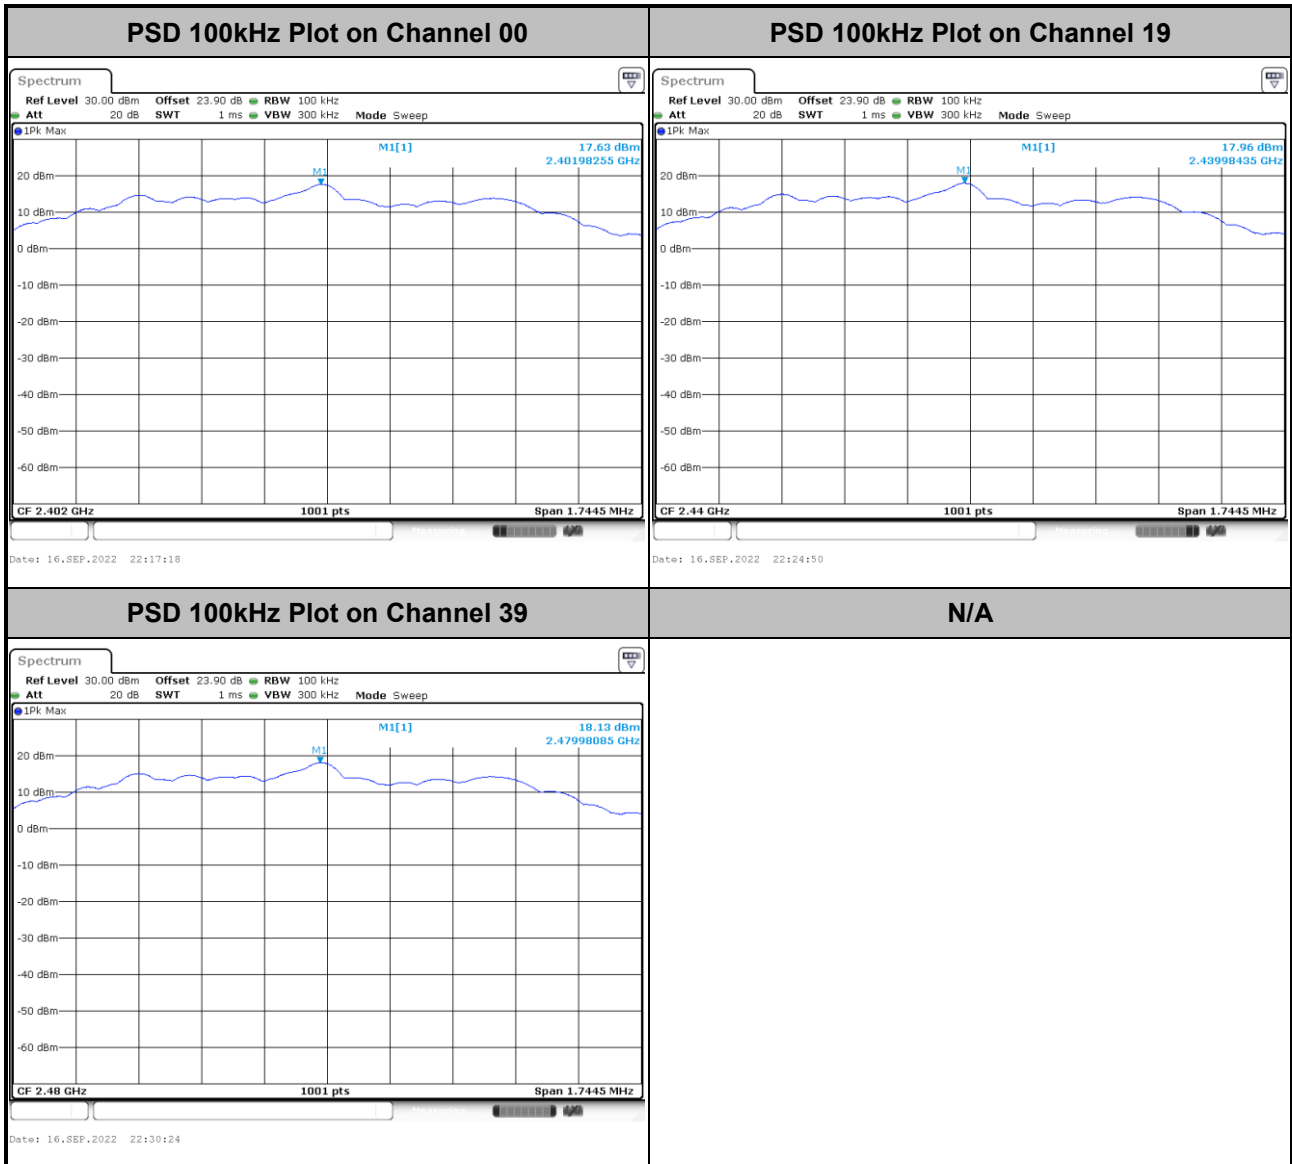 PSD 100kHz Plot on Channel 00
Spectrum
Ref Level 30.00 dBm Offset 23.90 dB RBW 100 kHz
Att 20 dB SWT 1 ms VBW 300 kHz Mode Sweep
1Pk Max
M1[1] 17.63 dBm
2.40198255 GHz
M1
20 dBm
10 dBm
0 dBm
-10 dBm
-20 dBm
-30 dBm
-40 dBm
-50 dBm
-60 dBm
CF 2.402 GHz 1001 pts Span 1.7445 MHz
Measuring
Date: 16.SEP.2022 22:17:18
PSD 100kHz Plot on Channel 19
Spectrum
Ref Level 30.00 dBm Offset 23.90 dB RBW 100 kHz
Att 20 dB SWT 1 ms VBW 300 kHz Mode Sweep
1Pk Max
M1[1] 17.96 dBm
2.43998435 GHz
M1
20 dBm
10 dBm
0 dBm
-10 dBm
-20 dBm
-30 dBm
-40 dBm
-50 dBm
-60 dBm
CF 2.44 GHz 1001 pts Span 1.7445 MHz
Measuring
Date: 16.SEP.2022 22:24:50
PSD 100kHz Plot on Channel 39
Spectrum
Ref Level 30.00 dBm Offset 23.90 dB RBW 100 kHz
Att 20 dB SWT 1 ms VBW 300 kHz Mode Sweep
1Pk Max
M1[1] 18.13 dBm
2.47998085 GHz
M1
20 dBm
10 dBm
0 dBm
-10 dBm
-20 dBm
-30 dBm
-40 dBm
-50 dBm
-60 dBm
CF 2.48 GHz 1001 pts Span 1.7445 MHz
Measuring
Date: 16.SEP.2022 22:30:24
N/A